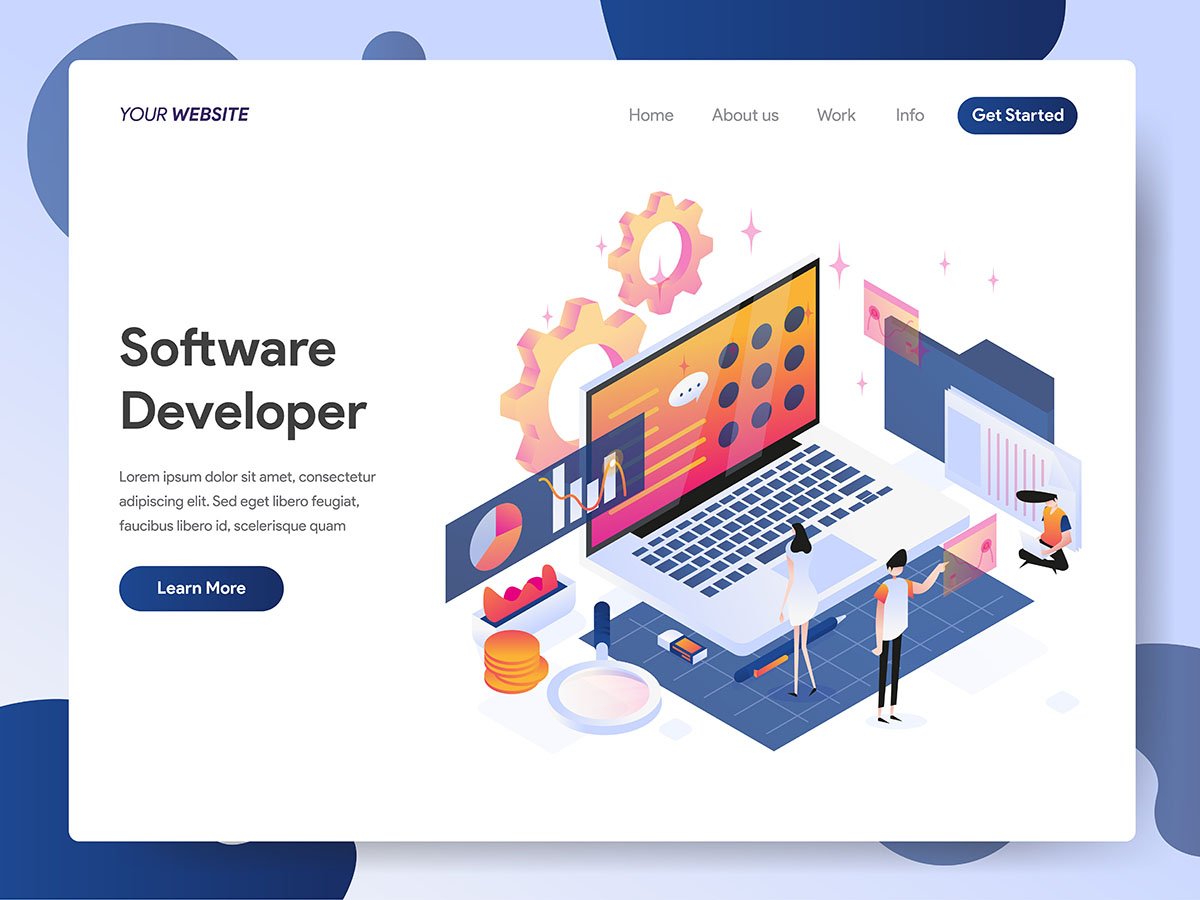 YOUR WEBSITE
Home
About us
Work
Info
Get Started
Software
Developer
Lorem ipsum dolor sit amet, consectetur
adipiscing elit. Sed eget libero feugiat,
faucibus libero id, scelerisque quam
Learn More